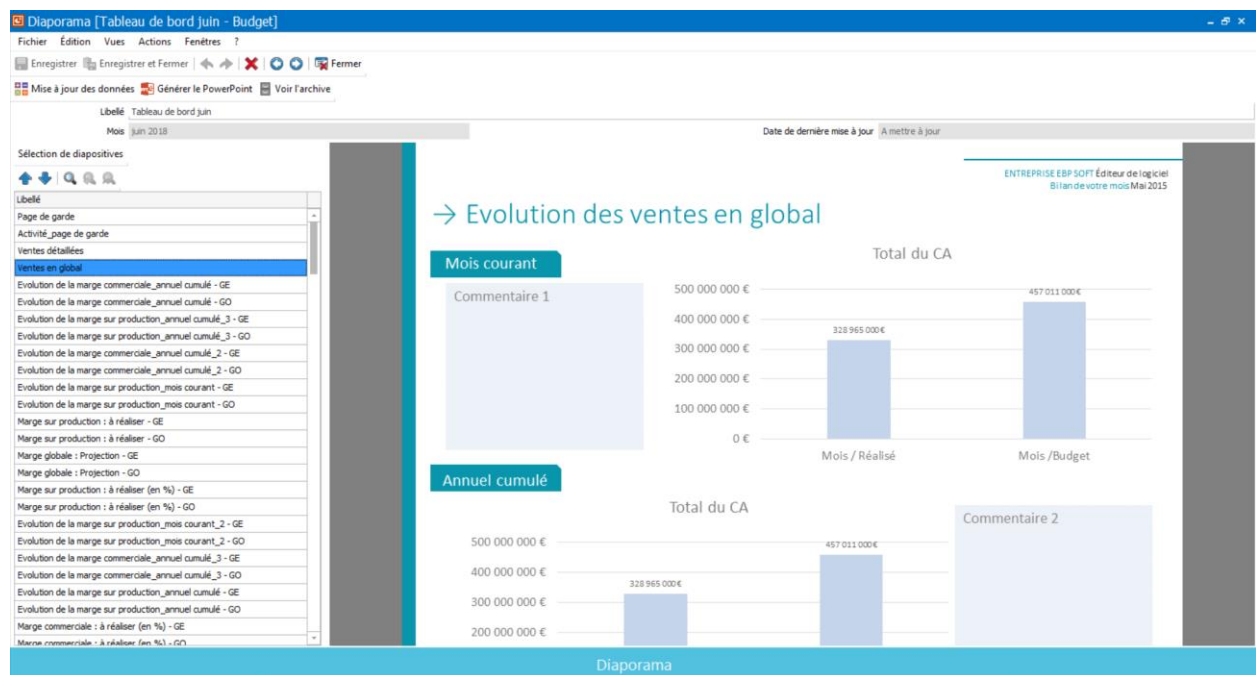 Diaporama [Tableau de bord juin - Budget]
Fichier Édition Vues Actions Fenêtres ?
Enregistrer Enregistrer et Fermer Fermer
Mise à jour des données Générer le PowerPoint Voir l'archive
Libellé Tableau de bord juin
Mois juin 2018 Date de dernière mise à jour A mettre à jour
Sélection de diapositives
Libellé
Page de garde
Activité_page de garde
Ventes détaillées
Ventes en global
Evolution de la marge commerciale_annuel cumulé - GE
Evolution de la marge commerciale_annuel cumulé - GO
Evolution de la marge sur production_annuel cumulé_3 - GE
Evolution de la marge sur production_annuel cumulé_3 - GO
Evolution de la marge commerciale_annuel cumulé_2 - GE
Evolution de la marge commerciale_annuel cumulé_2 - GO
Evolution de la marge sur production_mois courant - GE
Evolution de la marge sur production_mois courant - GO
Marge sur production : à réaliser - GE
Marge sur production : à réaliser - GO
Marge globale : Projection - GE
Marge globale : Projection - GO
Marge sur production : à réaliser (en %) - GE
Marge sur production : à réaliser (en %) - GO
Evolution de la marge sur production_mois courant_2 - GE
Evolution de la marge sur production_mois courant_2 - GO
Evolution de la marge commerciale_annuel cumulé_3 - GE
Evolution de la marge commerciale_annuel cumulé_3 - GO
Evolution de la marge sur production_annuel cumulé - GE
Evolution de la marge sur production_annuel cumulé - GO
Marge commerciale : à réaliser (en %) - GE
Marge commerciale : à réaliser (en %) - GO
ENTREPRISE EBP SOFT Éditeur de logiciel
Bilan de votre mois Mai 2015
→ Evolution des ventes en global
Mois courant
Commentaire 1
Total du CA
500 000 000 €
400 000 000 €
300 000 000 €
200 000 000 €
100 000 000 €
0 €
328 965 000 €
457 011 000 €
Mois / Réalisé
Mois /Budget
Annuel cumulé
Total du CA
500 000 000 €
400 000 000 €
300 000 000 €
200 000 000 €
328 965 000 €
457 011 000 €
Commentaire 2
Diaporama